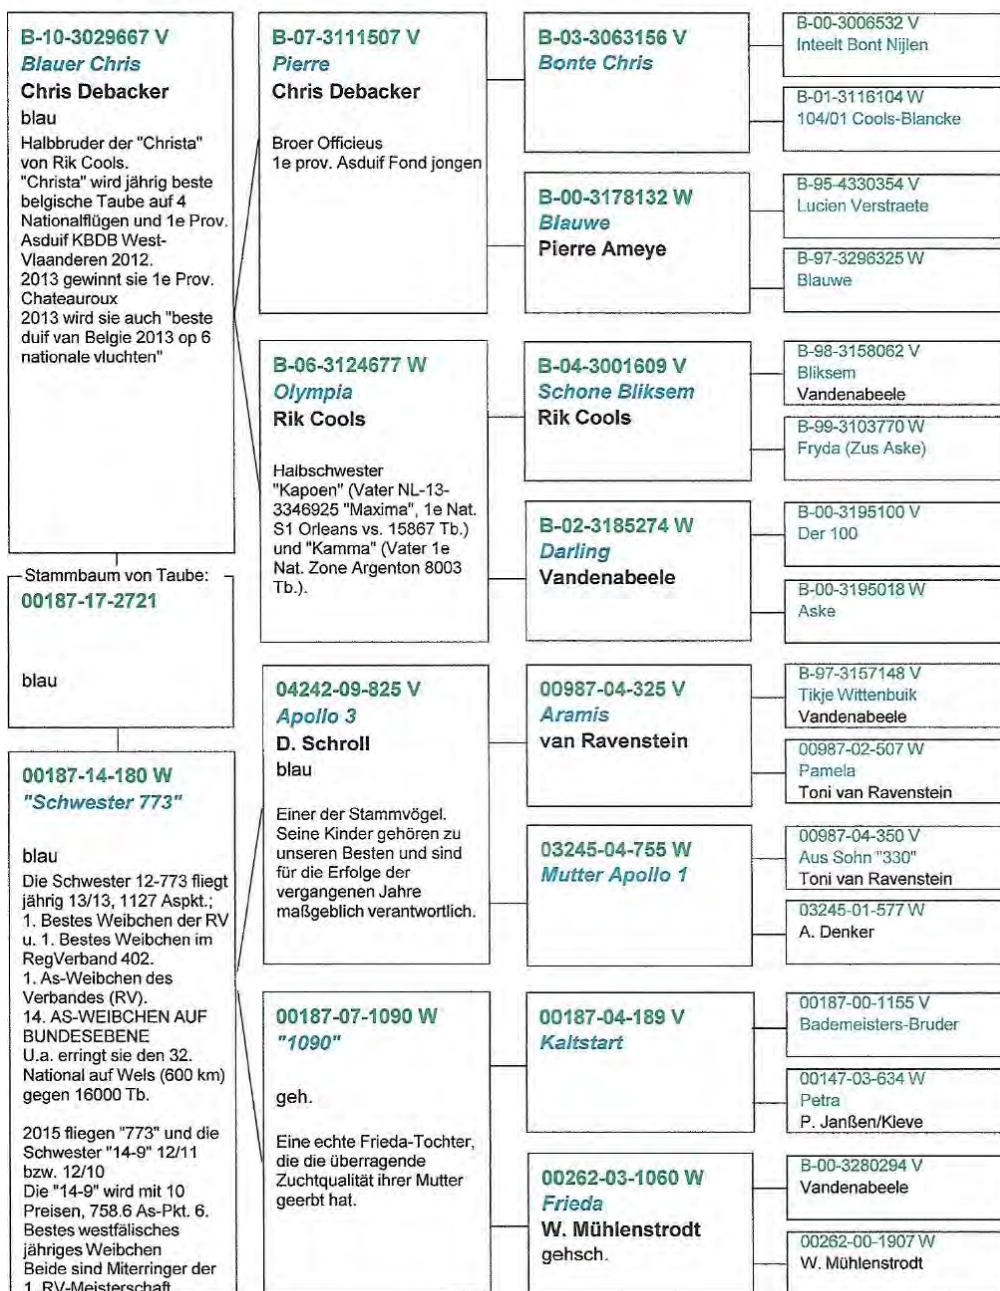 B-10-3029667 V
Blauer Chris
Chris Debacker
blau
Halbbruder der "Christa"
von Rik Cools.
"Christa" wird jährig beste
belgische Taube auf 4
Nationalflügen und 1e Prov.
Asduif KBDB West-
Vlaanderen 2012.
2013 gewinnt sie 1e Prov.
Chateauroux
2013 wird sie auch "beste
duif van Belgie 2013 op 6
nationale vluchten"
Stammbaum von Taube:
00187-17-2721
blau
00187-14-180 W
"Schwester 773"
blau
Die Schwester 12-773 fliegt
jährig 13/13, 1127 Aspkt.;
1. Bestes Weibchen der RV
u. 1. Bestes Weibchen im
RegVerband 402.
1. As-Weibchen des
Verbandes (RV).
14. AS-WEIBCHEN AUF
BUNDESEBENE
U.a. erringt sie den 32.
National auf Wels (600 km)
gegen 16000 Tb.
2015 fliegen "773" und die
Schwester "14-9" 12/11
bzw. 12/10
Die "14-9" wird mit 10
Preisen, 758.6 As-Pkt. 6.
Bestes westfälisches
jähriges Weibchen
Beide sind Miterringer der
1. RV-Meisterschaft
B-07-3111507 V
Pierre
Chris Debacker
Broer Officieus
1e prov. Asduif Fond jongen
B-06-3124677 W
Olympia
Rik Cools
Halbschwester
"Kapoen" (Vater NL-13-
3346925 "Maxima", 1e Nat.
S1 Orleans vs. 15867 Tb.)
und "Kamma" (Vater 1e
Nat. Zone Argenton 8003
Tb.).
04242-09-825 V
Apollo 3
D. Schroll
blau
Einer der Stammvögel.
Seine Kinder gehören zu
unseren Besten und sind
für die Erfolge der
vergangenen Jahre
maßgeblich verantwortlich.
00187-07-1090 W
"1090"
geh.
Eine echte Frieda-Tochter,
die die überragende
Zuchtqualität ihrer Mutter
geerbt hat.
B-03-3063156 V
Bonte Chris
B-00-3178132 W
Blauwe
Pierre Ameye
B-04-3001609 V
Schone Bliksem
Rik Cools
B-02-3185274 W
Darling
Vandenabeele
00987-04-325 V
Aramis
van Ravenstein
03245-04-755 W
Mutter Apollo 1
00187-04-189 V
Kaltstart
00262-03-1060 W
Frieda
W. Mühlenstrodt
gehsch.
B-00-3006532 V
Inteelt Bont Nijlen
B-01-3116104 W
104/01 Cools-Blancke
B-95-4330354 V
Lucien Verstraete
B-97-3296325 W
Blauwe
B-98-3158062 V
Bliksem
Vandenabeele
B-99-3103770 W
Fryda (Zus Aske)
B-00-3195100 V
Der 100
B-00-3195018 W
Aske
B-97-3157148 V
Tikje Wittenbuik
Vandenabeele
00987-02-507 W
Pamela
Toni van Ravenstein
00987-04-350 V
Aus Sohn "330"
Toni van Ravenstein
03245-01-577 W
A. Denker
00187-00-1155 V
Bademeisters-Bruder
00147-03-634 W
Petra
P. Janßen/Kleve
B-00-3280294 V
Vandenabeele
00262-00-1907 W
W. Mühlenstrodt